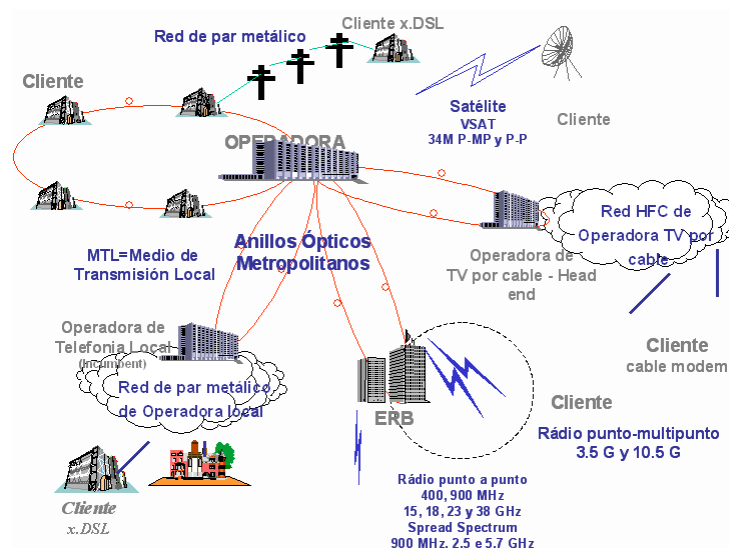 Cliente x.DSL
Red de par metálico
Cliente
Satélite
VSAT
34M P-MP y P-P
Cliente
OPERADORA
Red HFC de
Operadora TV por
cable
Anillos Ópticos
Metropolitanos
MTL=Medio de
Transmisión Local
Operadora de
TV por cable - Head
end
Operadora de
Telefonia Local
(Incumbent)
Red de par metálico
de Operadora local
Cliente
cable modem
ERB
Cliente
Rádio punto-multipunto
3.5 G y 10.5 G
Rádio punto a punto
400, 900 MHz
15, 18, 23 y 38 GHz
Spread Spectrum
900 MHz, 2.5 e 5.7 GHz
Cliente
x.DSL